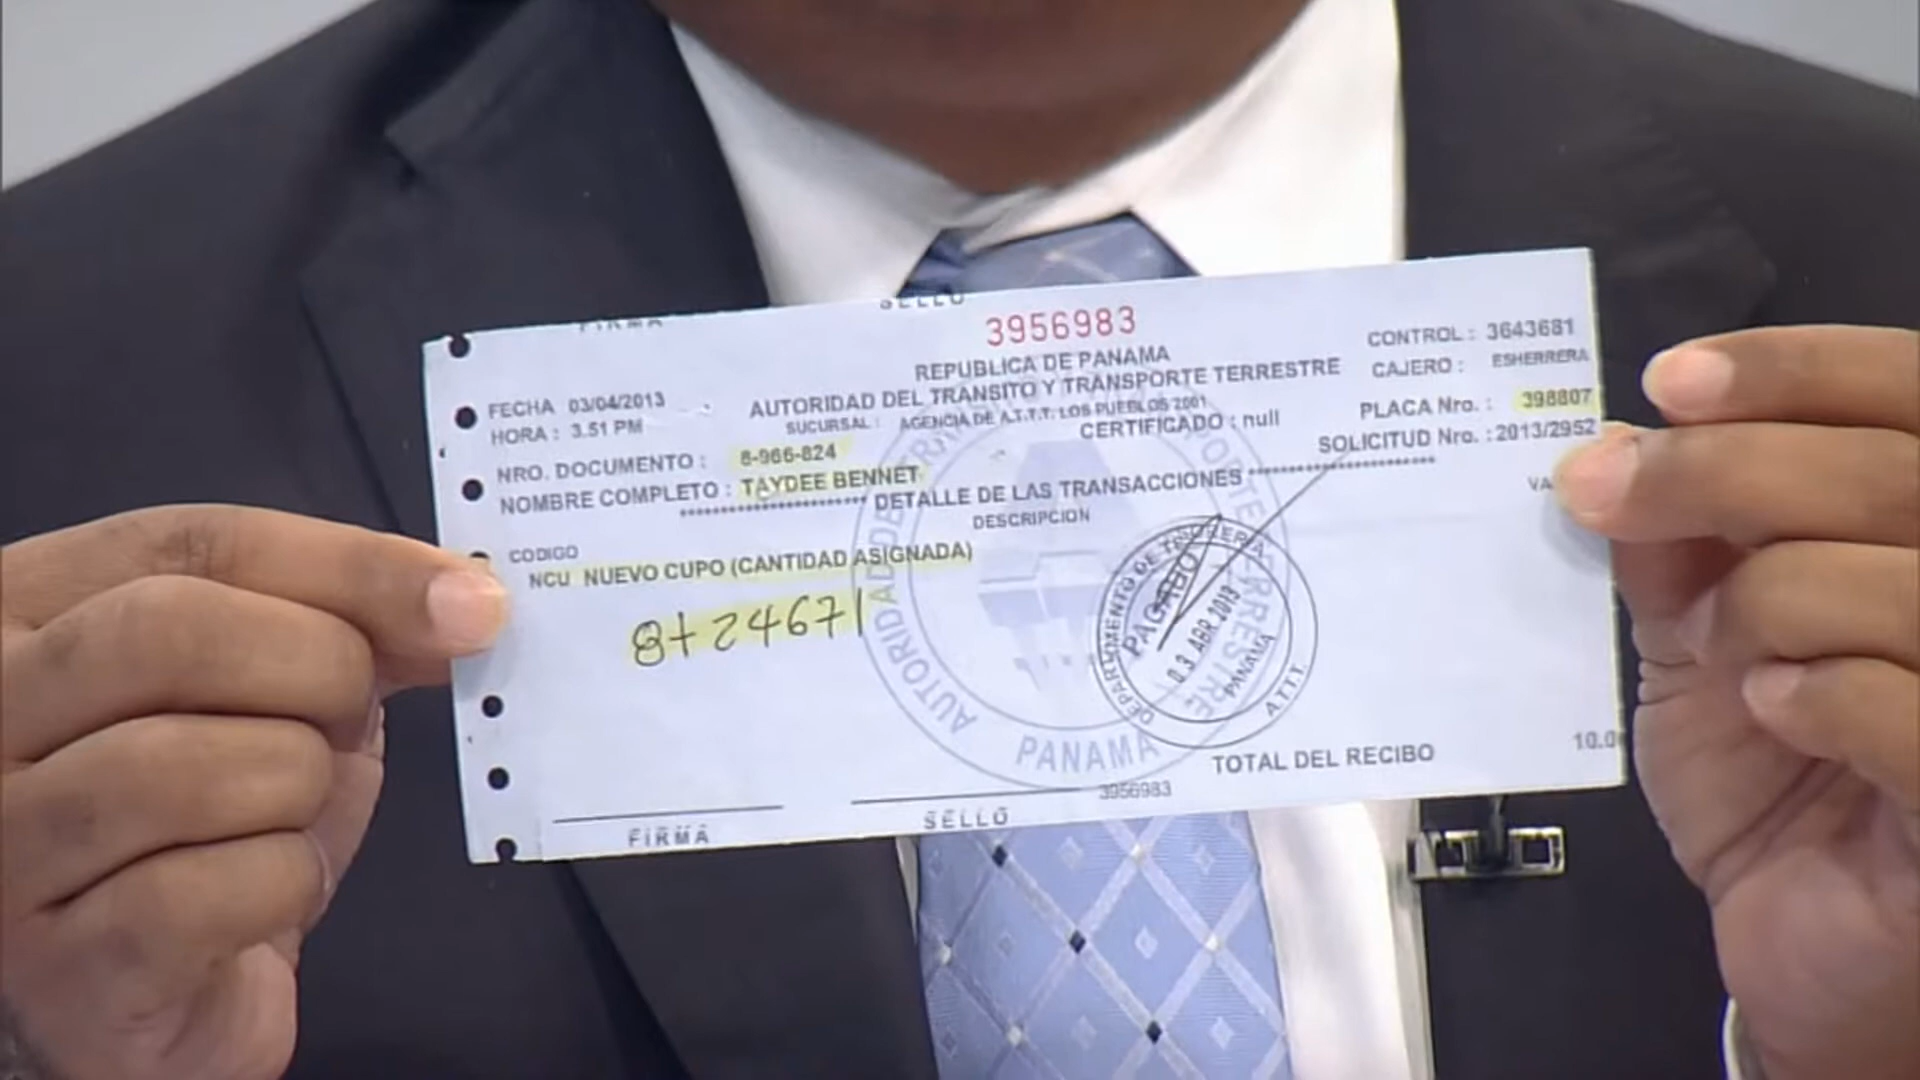 FIRMA SELLO
3956983
REPUBLICA DE PANAMA
AUTORIDAD DEL TRANSITO Y TRANSPORTE TERRESTRE
SUCURSAL : AGENCIA DE A.T.T.T. LOS PUEBLOS 2001
CERTIFICADO : null
CONTROL : 3643681
CAJERO : ESHERRERA
PLACA Nro. : 398807
SOLICITUD Nro. : 2013/2952
FECHA 03/04/2013
HORA : 3.51 PM
NRO. DOCUMENTO : 8-966-824
NOMBRE COMPLETO : TAYDEE BENNET
DETALLE DE LAS TRANSACCIONES
CODIGO DESCRIPCION
NCU NUEVO CUPO (CANTIDAD ASIGNADA)
8t 24671
DEPARTAMENTO DE TESORERIA
PAGADO
03 ABR 2013
PANAMA
A.T.T.T.
AUTORIDAD DEL TRANSPORTE TERRESTRE
PANAMA
TOTAL DEL RECIBO
3956983
FIRMA SELLO